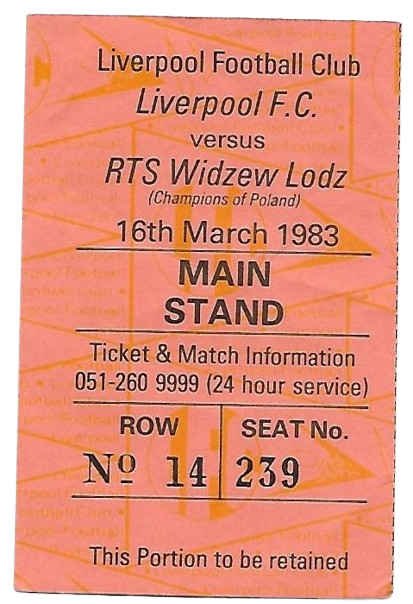 Liverpool Football Club
Liverpool F.C.
versus
RTS Widzew Lodz
(Champions of Poland)
16th March 1983
MAIN
STAND
Ticket & Match Information
051-260 9999 (24 hour service)
ROW SEAT No.
Nº 14 239
This Portion to be retained